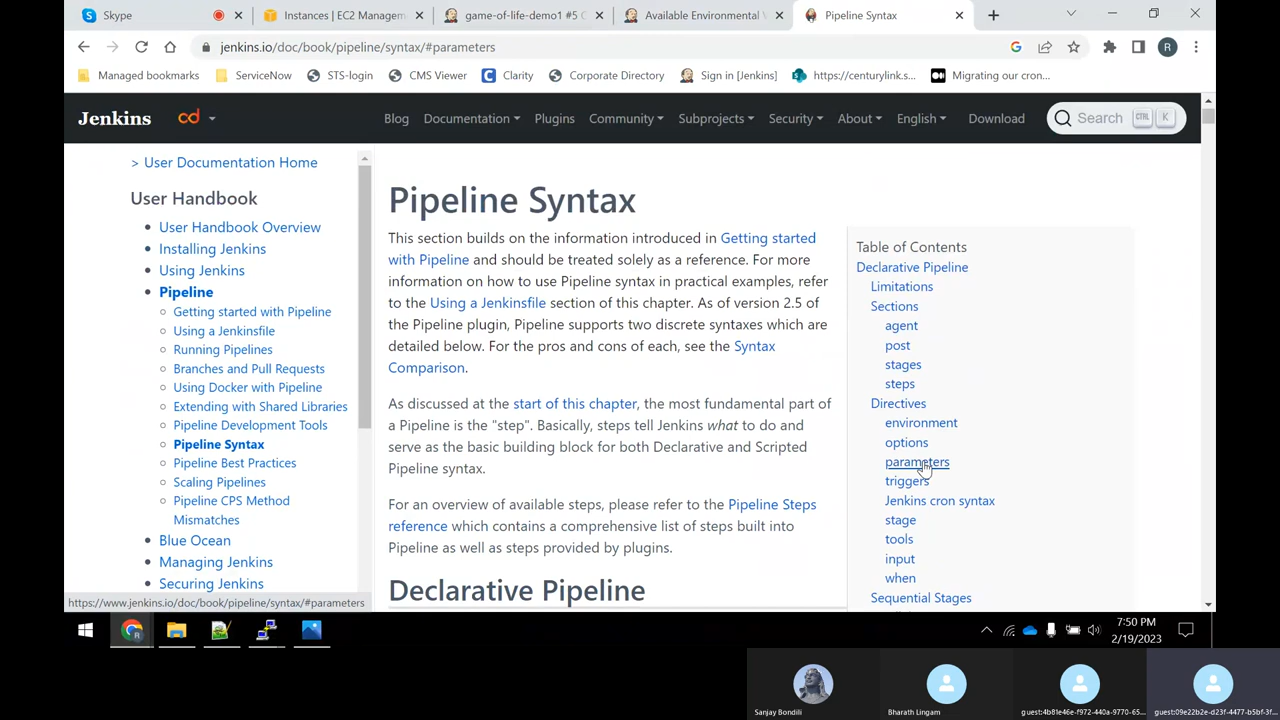 Skype
Instances | EC2 Managem
game-of-life-demo1 #5 C
Available Environmental V
Pipeline Syntax
jenkins.io/doc/book/pipeline/syntax/#parameters
R
Managed bookmarks
ServiceNow
STS-login
CMS Viewer
Clarity
Corporate Directory
Sign in [Jenkins]
https://centurylink.s...
Migrating our cron...
Jenkins
cd
Blog
Documentation
Plugins
Community
Subprojects
Security
About
English
Download
Search
CTRL
K
> User Documentation Home
User Handbook
User Handbook Overview
Installing Jenkins
Using Jenkins
Pipeline
Getting started with Pipeline
Using a Jenkinsfile
Running Pipelines
Branches and Pull Requests
Using Docker with Pipeline
Extending with Shared Libraries
Pipeline Development Tools
Pipeline Syntax
Pipeline Best Practices
Scaling Pipelines
Pipeline CPS Method
Mismatches
Blue Ocean
Managing Jenkins
Securing Jenkins
Pipeline Syntax
This section builds on the information introduced in Getting started
with Pipeline and should be treated solely as a reference. For more
information on how to use Pipeline syntax in practical examples, refer
to the Using a Jenkinsfile section of this chapter. As of version 2.5 of
the Pipeline plugin, Pipeline supports two discrete syntaxes which are
detailed below. For the pros and cons of each, see the Syntax
Comparison.
As discussed at the start of this chapter, the most fundamental part of
a Pipeline is the "step". Basically, steps tell Jenkins what to do and
serve as the basic building block for both Declarative and Scripted
Pipeline syntax.
For an overview of available steps, please refer to the Pipeline Steps
reference which contains a comprehensive list of steps built into
Pipeline as well as steps provided by plugins.
Declarative Pipeline
Table of Contents
Declarative Pipeline
Limitations
Sections
agent
post
stages
steps
Directives
environment
options
parameters
triggers
Jenkins cron syntax
stage
tools
input
when
Sequential Stages
https://www.jenkins.io/doc/book/pipeline/syntax/#parameters
7:50 PM
2/19/2023
Sanjay Bondili
Bharath Lingam
guest:4b81e46e-f972-440a-9770-65...
guest:09e22b2e-d23f-4477-b5bf-3f...